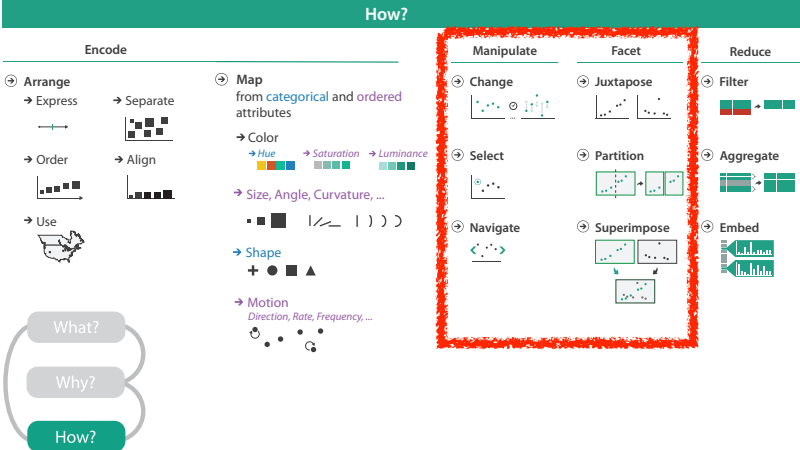 How?
Encode
Arrange
Express
Separate
Order
Align
Use
Map
from categorical and ordered
attributes
Color
Hue
Saturation
Luminance
Size, Angle, Curvature, ...
Shape
Motion
Direction, Rate, Frequency, ...
Manipulate
Change
...
Select
Navigate
Facet
Juxtapose
Partition
Superimpose
Reduce
Filter
Aggregate
Embed
What?
Why?
How?